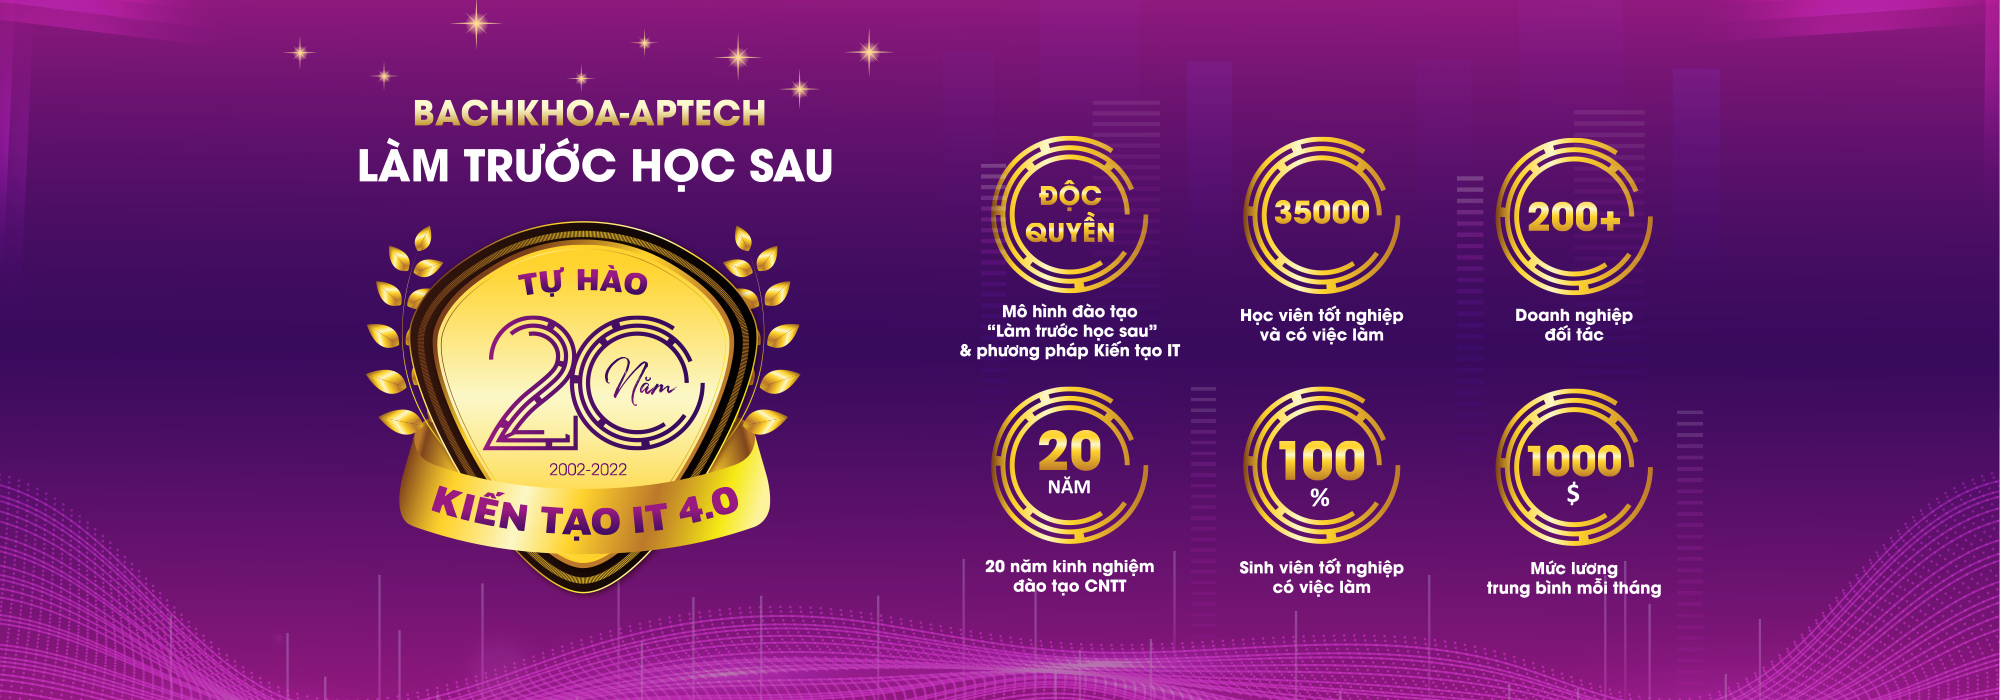 BACHKHOA-APTECH
LÀM TRƯỚC HỌC SAU
TỰ HÀO
20
Năm
2002-2022
KIẾN TẠO IT 4.0
ĐỘC
QUYỀN
Mô hình đào tạo
“Làm trước học sau”
& phương pháp Kiến tạo IT
35000
Học viên tốt nghiệp
và có việc làm
200+
Doanh nghiệp
đối tác
20
NĂM
20 năm kinh nghiệm
đào tạo CNTT
100
%
Sinh viên tốt nghiệp
có việc làm
1000
$
Mức lương
trung bình mỗi tháng